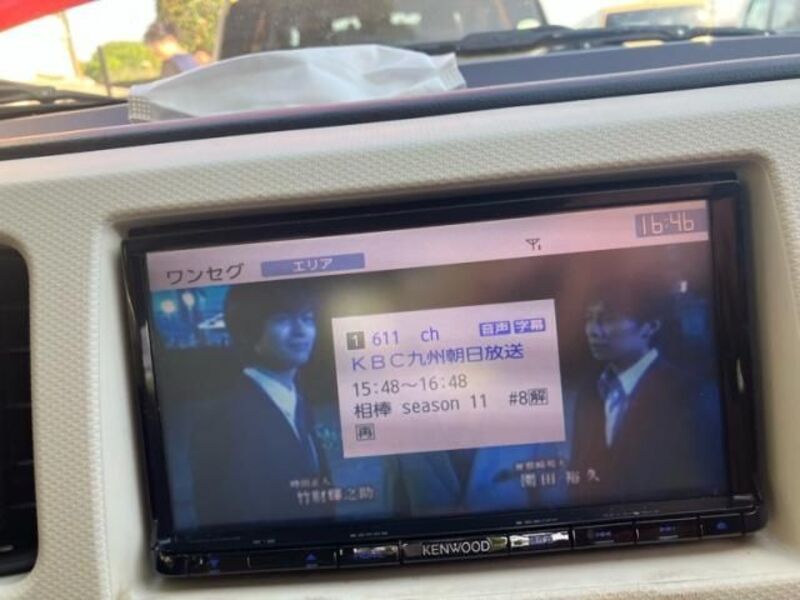 16:46
ワンセグ エリア
1 611 ch 音声 字幕
KBC九州朝日放送
15:48〜16:48
相棒 season 11 #8解
再
竹財輝之助
KENWOOD